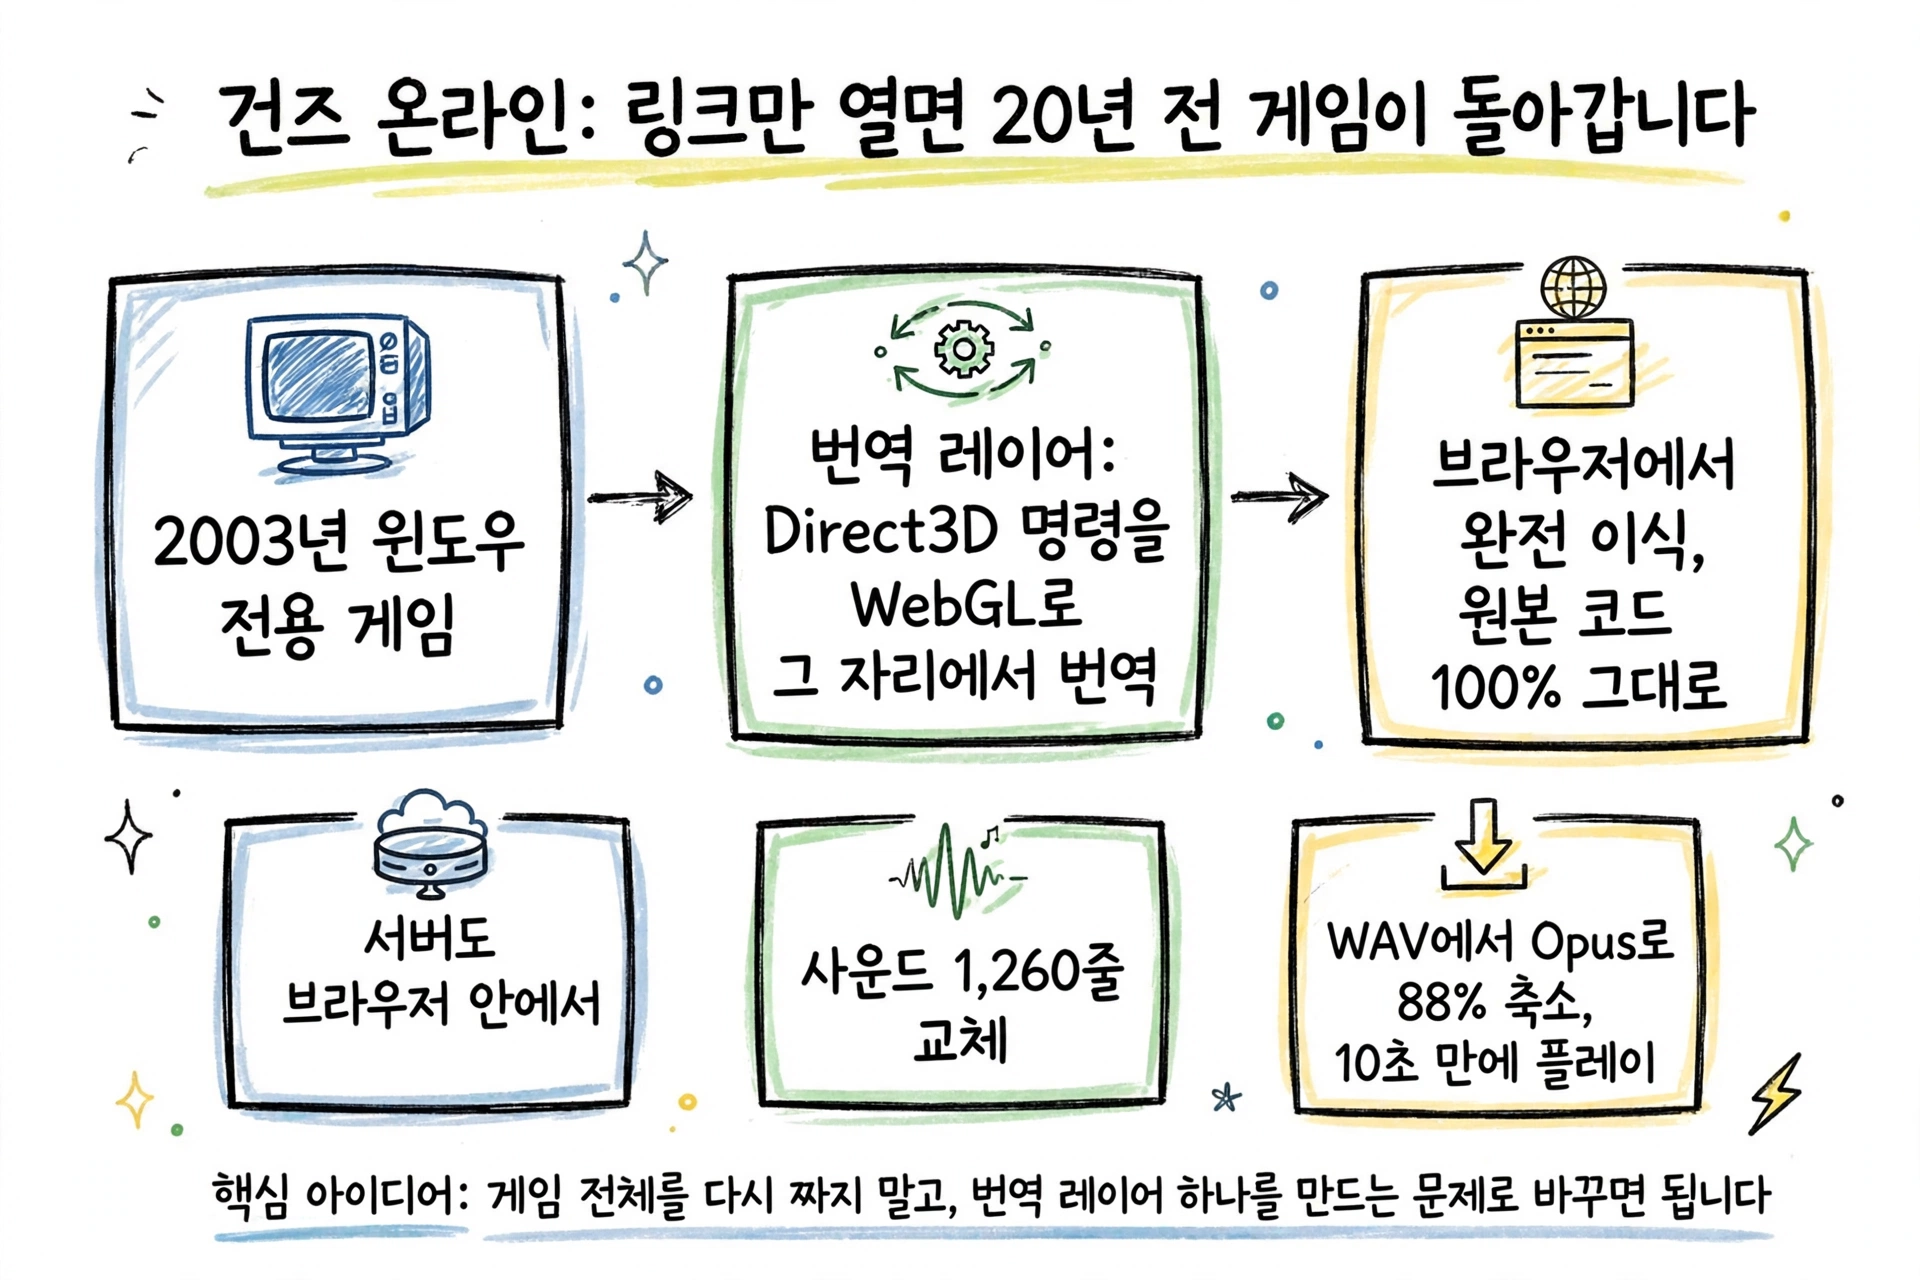 건즈 온라인: 링크만 열면 20년 전 게임이 돌아갑니다
2003년 윈도우
전용 게임
번역 레이어:
Direct3D 명령을
WebGL로
그 자리에서 번역
브라우저에서
완전 이식,
원본 코드
100% 그대로
서버도
브라우저 안에서
사운드 1,260줄
교체
WAV에서 Opus로
88% 축소,
10초 만에 플레이
핵심 아이디어: 게임 전체를 다시 짜지 말고, 번역 레이어 하나를 만드는 문제로 바꾸면 됩니다